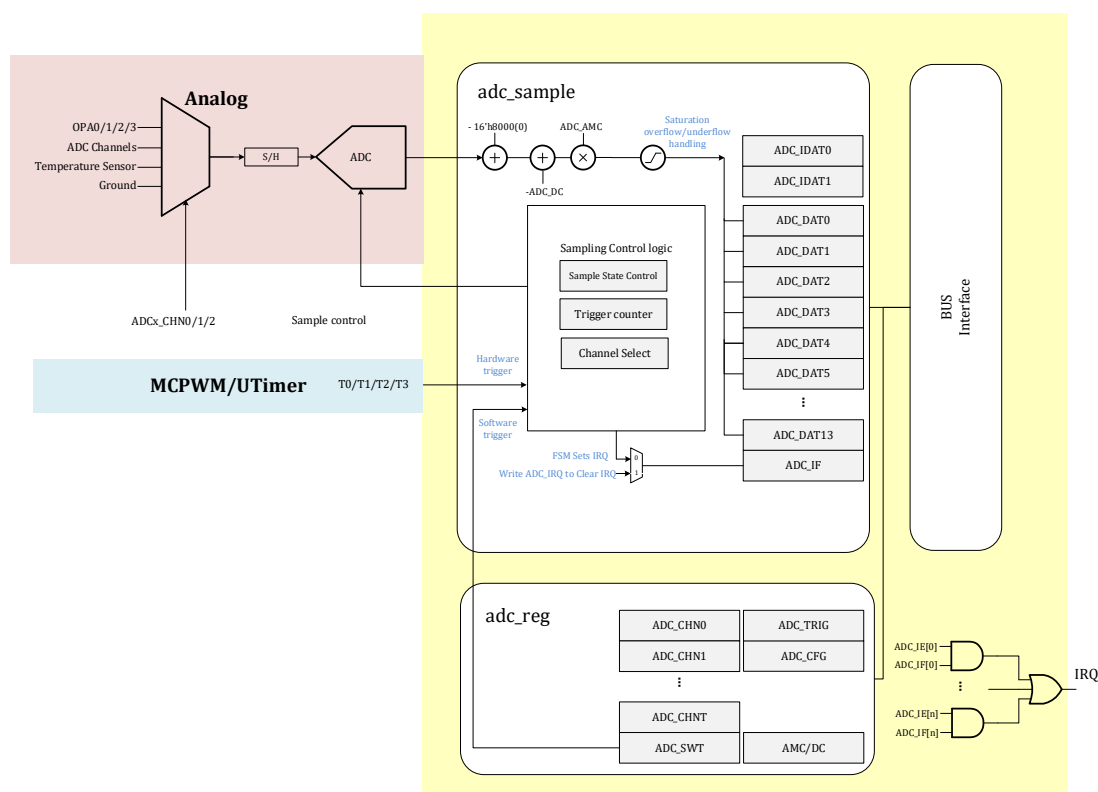 Analog
OPA0/1/2/3
ADC Channels
Temperature Sensor
Ground
S/H
ADC
ADCx_CHN0/1/2
Sample control
MCPWM/UTimer
T0/T1/T2/T3
adc_sample
- 16'h8000(0)
ADC_AMC
Saturation
overflow/underflow
handling
+
+
×
-ADC_DC
Sampling Control logic
Sample State Control
Trigger counter
Channel Select
Hardware
trigger
Software
trigger
FSM Sets IRQ
Write ADC_IRQ to Clear IRQ
0
1
ADC_IDAT0
ADC_IDAT1
ADC_DAT0
ADC_DAT1
ADC_DAT2
ADC_DAT3
ADC_DAT4
ADC_DAT5
⋮
ADC_DAT13
ADC_IF
BUS
Interface
adc_reg
ADC_CHN0
ADC_TRIG
ADC_CHN1
ADC_CFG
⋮
ADC_CHNT
ADC_SWT
AMC/DC
ADC_IE[0]
ADC_IF[0]
⋮
ADC_IE[n]
ADC_IF[n]
IRQ